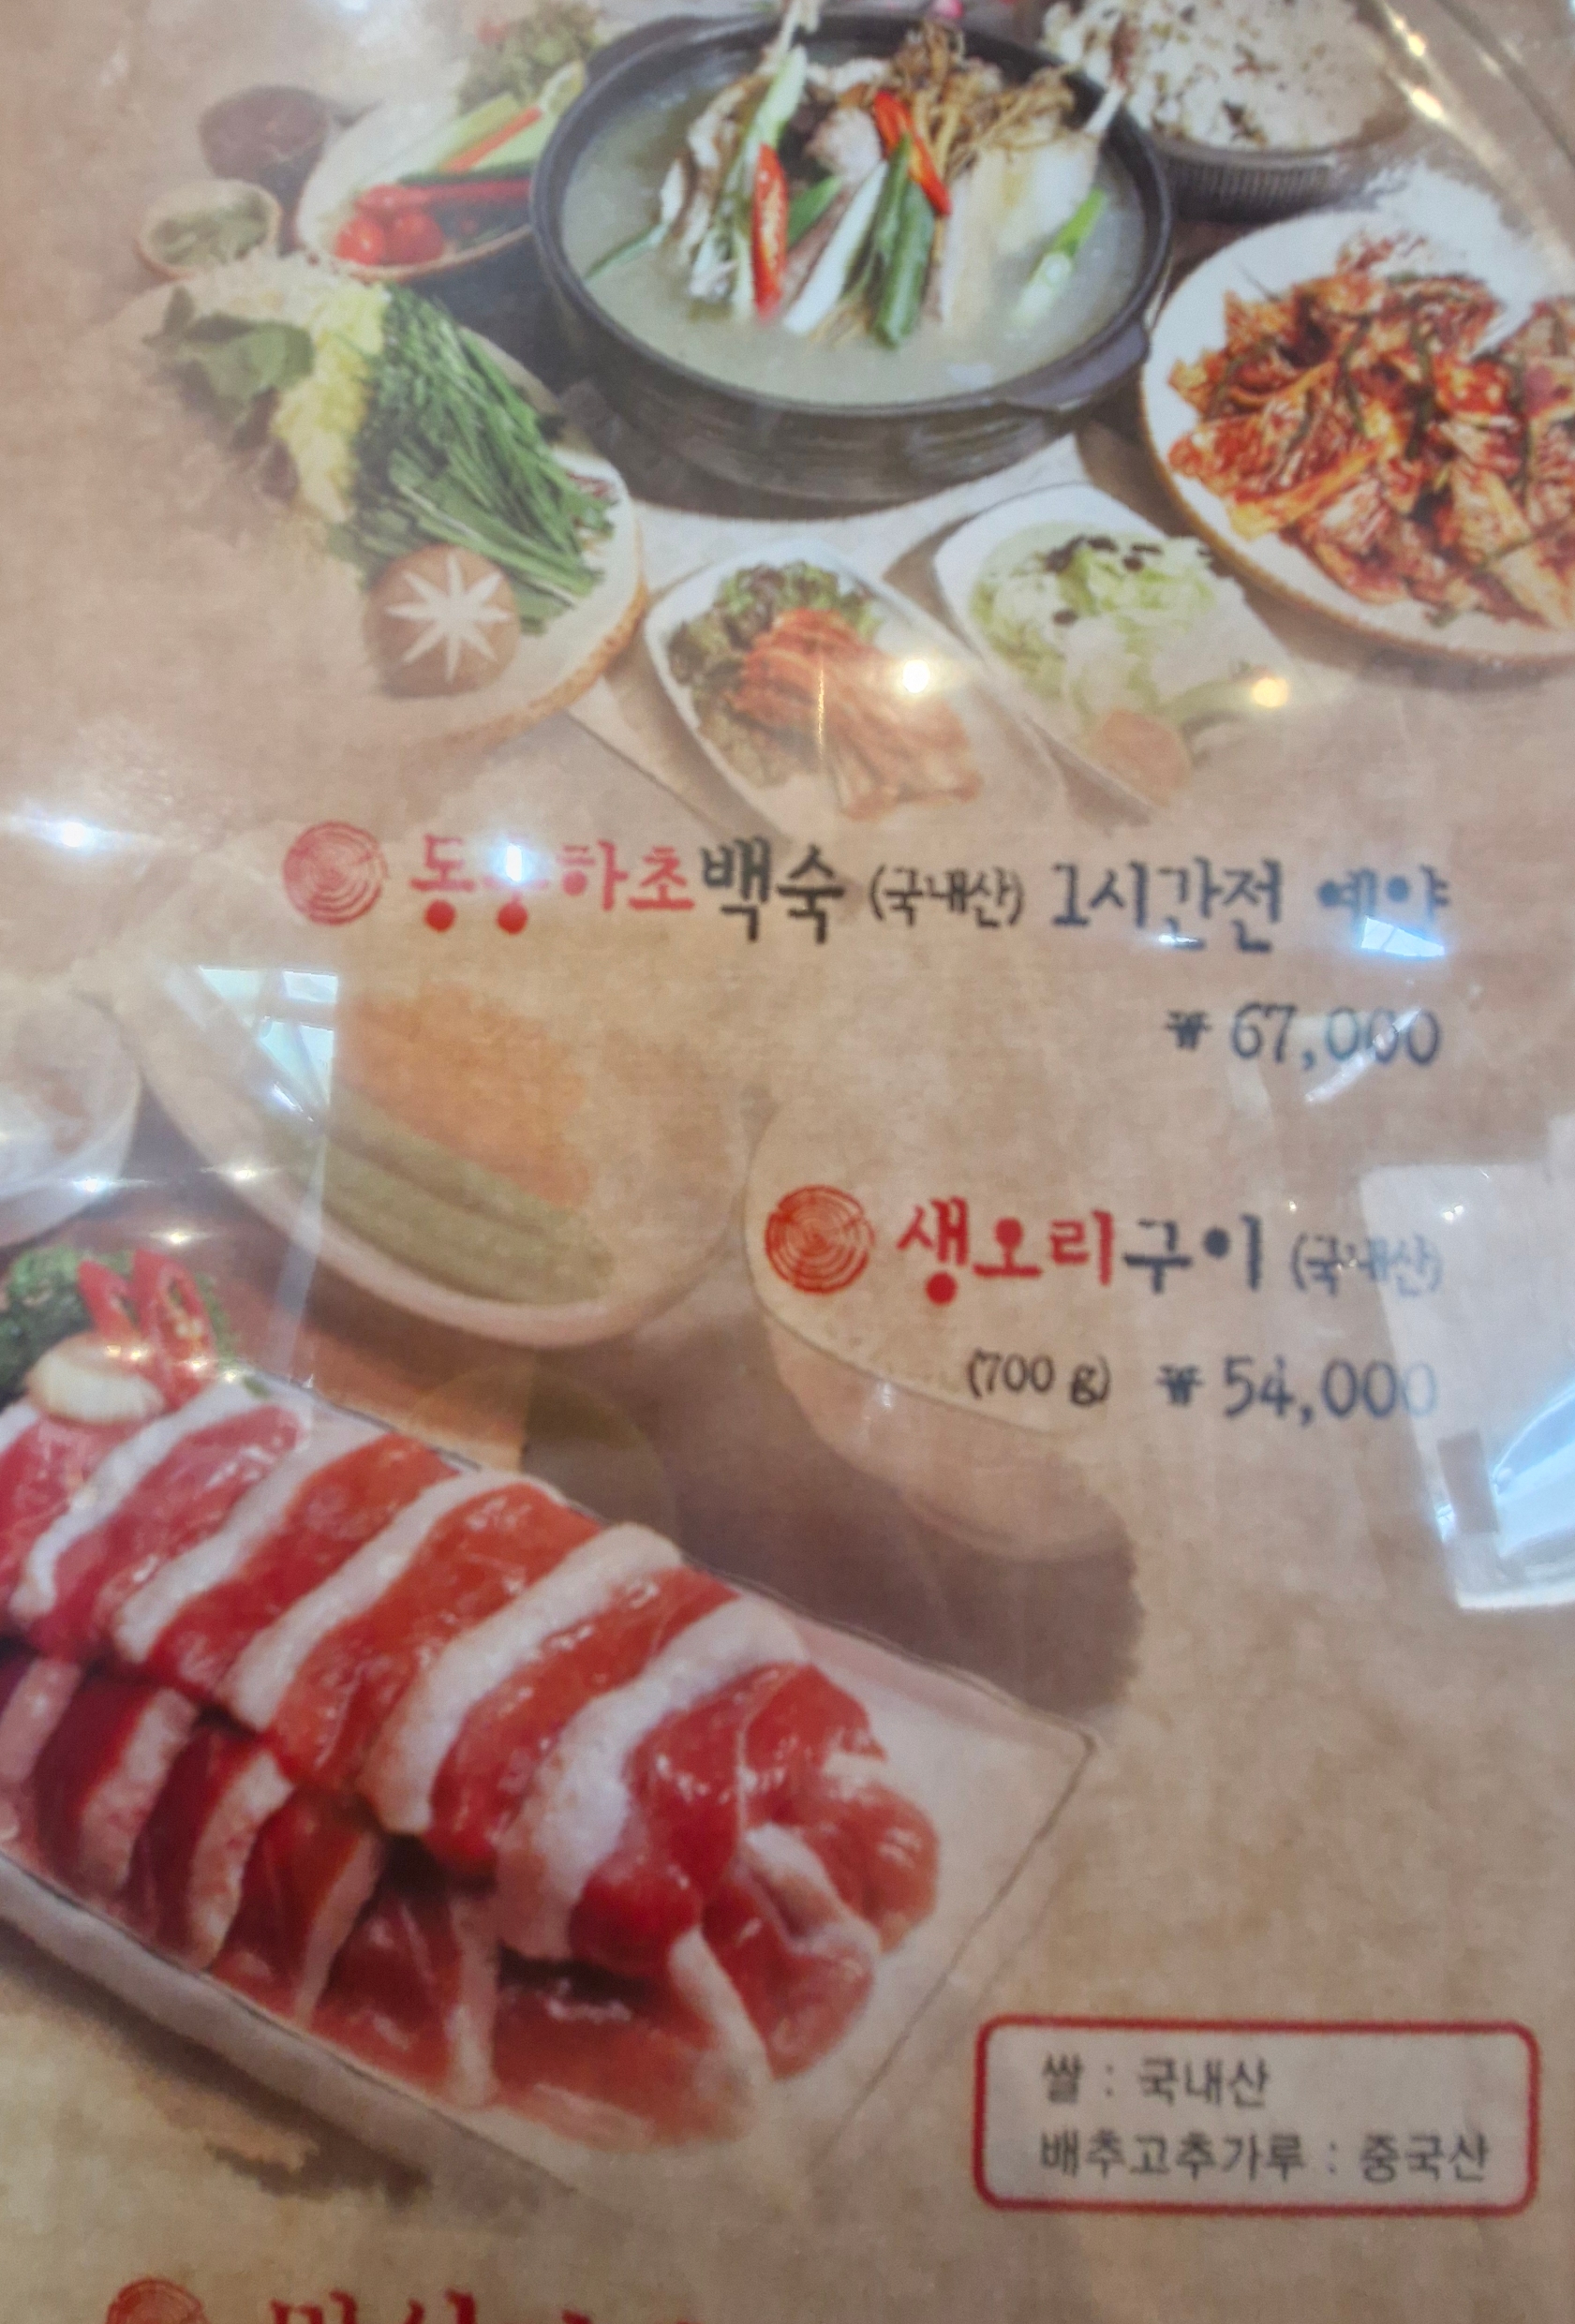 동충하초백숙 (국내산) 1시간전 예약
₩ 67,000
생오리구이 (국내산)
(700 g) ₩ 54,000
쌀 : 국내산
배추고추가루 : 중국산